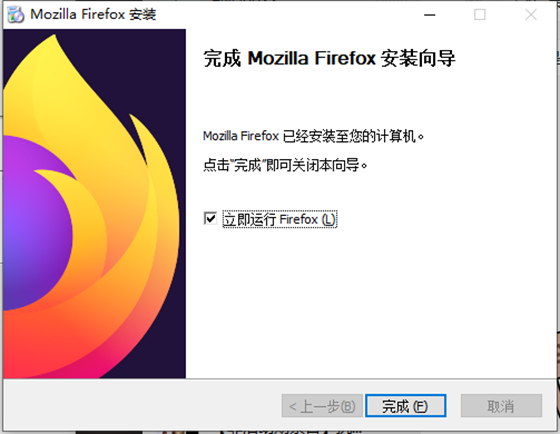 Mozilla Firefox 安装
完成 Mozilla Firefox 安装向导
Mozilla Firefox 已经安装至您的计算机。
点击“完成”即可关闭本向导。
立即运行 Firefox (L)
< 上一步(B)
完成 (F)
取消